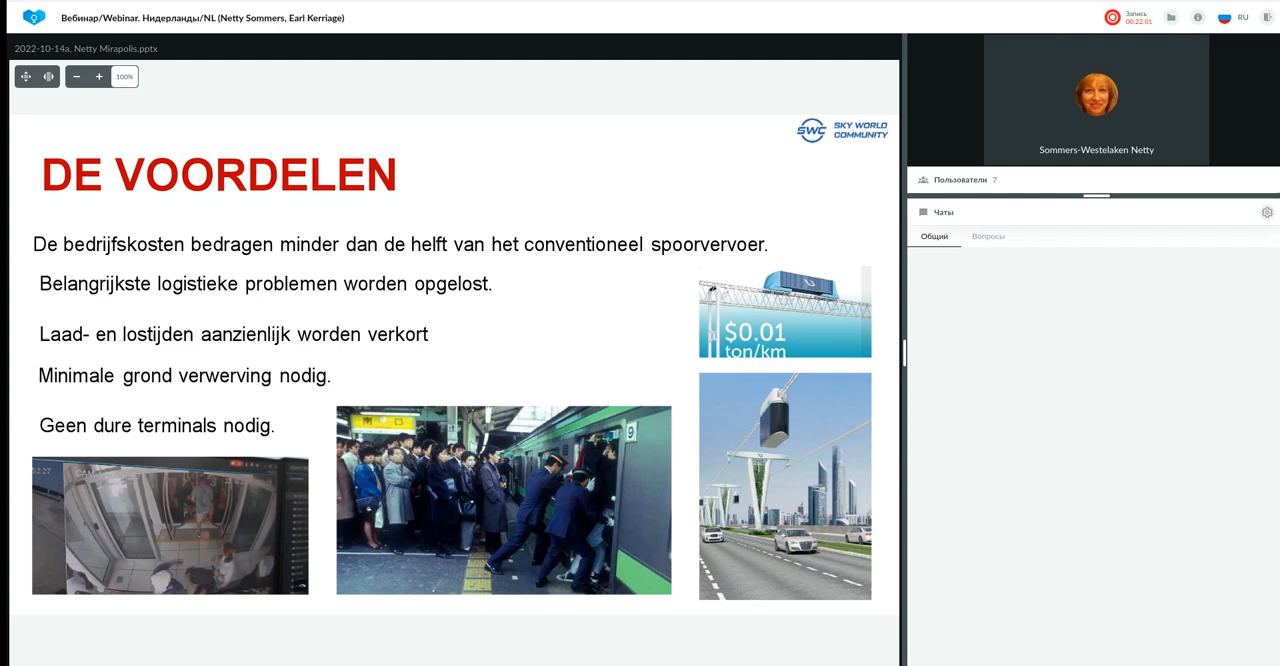 Вебинар/Webinar. Нидерланды/NL (Netty Sommers, Earl Kerriage)
Запись
00:22:01
RU
2022-10-14a, Netty Mirapolis.pptx
100%
SWC SKY WORLD
COMMUNITY
DE VOORDELEN
De bedrijfskosten bedragen minder dan de helft van het conventioneel spoorvervoer.
Belangrijkste logistieke problemen worden opgelost.
Laad- en lostijden aanzienlijk worden verkort
Minimale grond verwerving nodig.
Geen dure terminals nodig.
$0.01
ton/km
南 口
9
Sommers-Westelaken Netty
Пользователи 7
Чаты
Общий
Вопросы